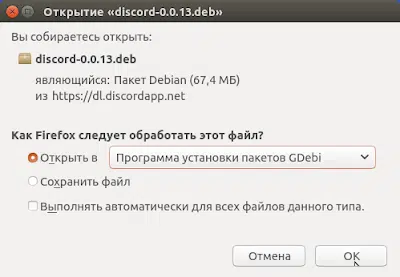 Открытие «discord-0.0.13.deb»
Вы собираетесь открыть:
discord-0.0.13.deb
являющийся: Пакет Debian (67,4 МБ)
из https://dl.discordapp.net
Как Firefox следует обработать этот файл?
Открыть в Программа установки пакетов GDebi
Сохранить файл
Выполнять автоматически для всех файлов данного типа.
Отмена OK